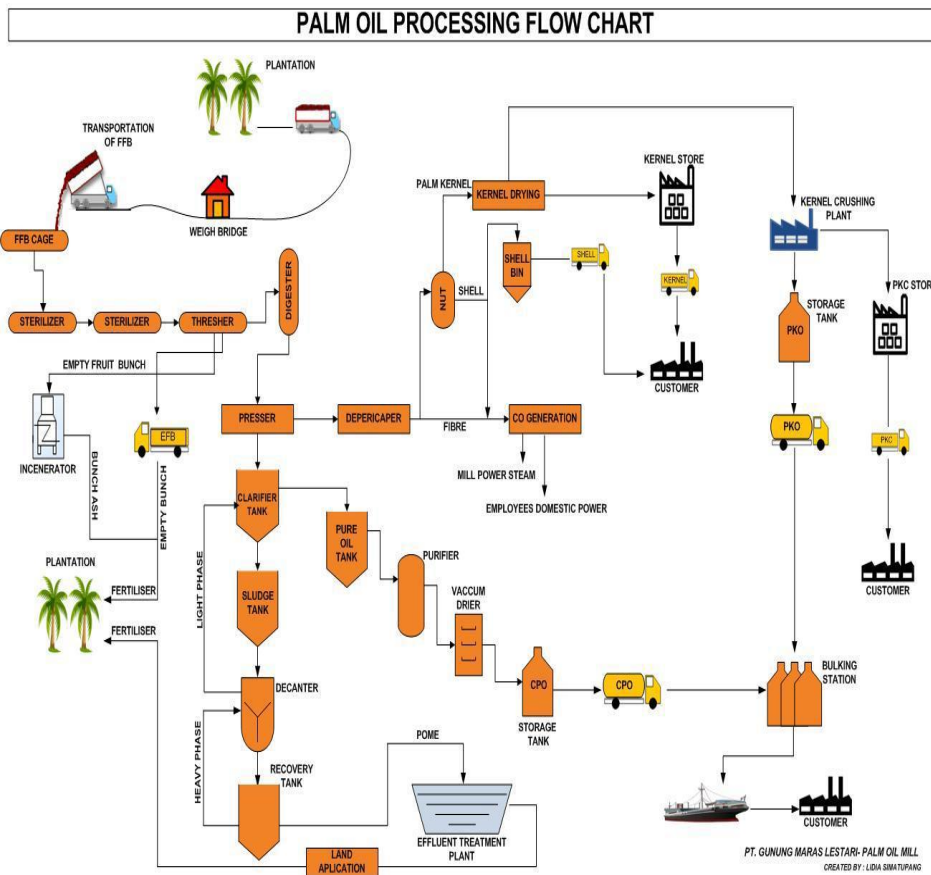 PALM OIL PROCESSING FLOW CHART
PLANTATION
TRANSPORTATION
OF FFB
WEIGH BRIDGE
FFB CAGE
STERILIZER
STERILIZER
THRESHER
DIGESTER
EMPTY FRUIT BUNCH
INCENERATOR
BUNCH ASH
EFB
EMPTY BUNCH
PLANTATION
FERTILISER
FERTILISER
PRESSER
DEPERICAPER
FIBRE
CO GENERATION
MILL POWER STEAM
EMPLOYEES DOMESTIC POWER
NUT
PALM KERNEL
SHELL
KERNEL DRYING
SHELL
BIN
SHELL
KERNEL STORE
KERNEL
CUSTOMER
KERNEL CRUSHING
PLANT
PKO
STORAGE
TANK
PKO
PKC STOR
PKC
CUSTOMER
CLARIFIER
TANK
LIGHT PHASE
SLUDGE
TANK
DECANTER
HEAVY PHASE
RECOVERY
TANK
PURE
OIL
TANK
PURIFIER
VACCUM
DRIER
CPO
STORAGE
TANK
CPO
BULKING
STATION
POME
EFFLUENT TREATMENT
PLANT
LAND
APLICATION
CUSTOMER
PT. GUNUNG MARAS LESTARI- PALM OIL MILL
CREATED BY : LIDIA SIMATUPANG